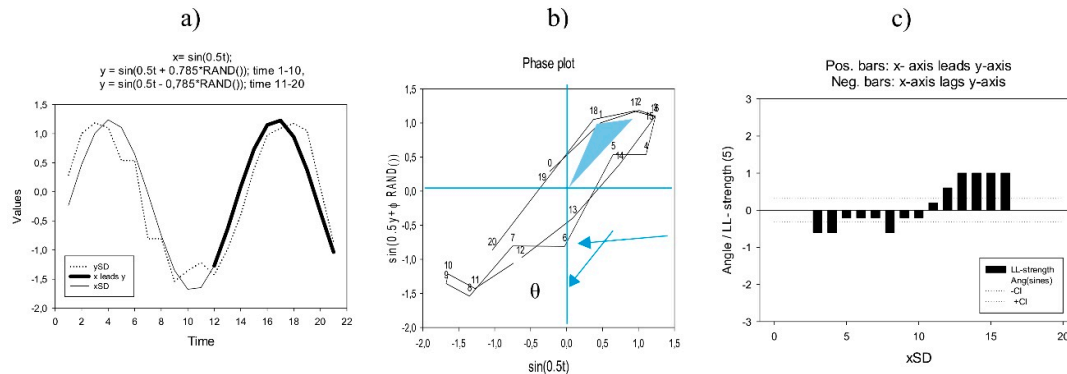 a)
b)
c)
x= sin(0.5t);
y = sin(0.5t + 0.785*RAND()); time 1-10,
y = sin(0.5t - 0,785*RAND()); time 11-20
Values
1,5
1,0
0,5
0,0
-0,5
-1,0
-1,5
-2,0
ySD
x leads y
xSD
0 2 4 6 8 10 12 14 16 18 20 22
Time
Phase plot
sin(0.5 y+ φ RAND())
1,5
1,0
0,5
0,0
-0,5
-1,0
-1,5
-2,0
18 1 17 2
15
5 4
14
0
19
13
20 7 6
12
10
9 8 11
θ
-2,0 -1,5 -1,0 -0,5 0,0 0,5 1,0 1,5
sin(0.5t)
Pos. bars: x- axis leads y-axis
Neg. bars: x-axis lags y-axis
Angle / LL- strength (5)
3
2
1
0
-1
-2
-3
LL-strength
Ang(sines)
-CI
+CI
0 5 10 15 20
xSD